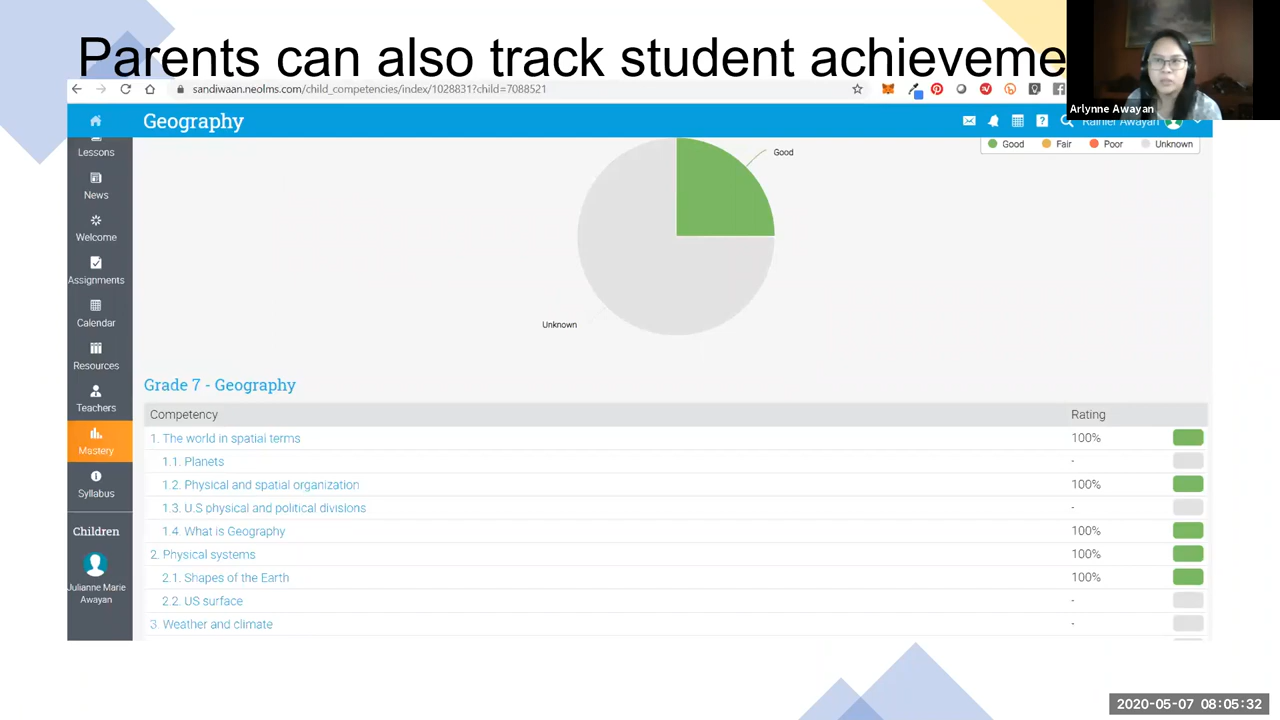 Parents can also track student achieveme
Arlynne Awayan
sandiwaan.neolms.com/child_competencies/index/1028831?child=7088521
Geography
Rainier Awayan
Lessons
News
Welcome
Assignments
Calendar
Resources
Teachers
Mastery
Syllabus
Children
Julianne Marie
Awayan
Good Fair Poor Unknown
Good
Unknown
Grade 7 - Geography
Competency Rating
1. The world in spatial terms 100%
1.1. Planets -
1.2. Physical and spatial organization 100%
1.3. U.S physical and political divisions -
1.4. What is Geography 100%
2. Physical systems 100%
2.1. Shapes of the Earth 100%
2.2. US surface -
3. Weather and climate -
2020-05-07 08:05:32